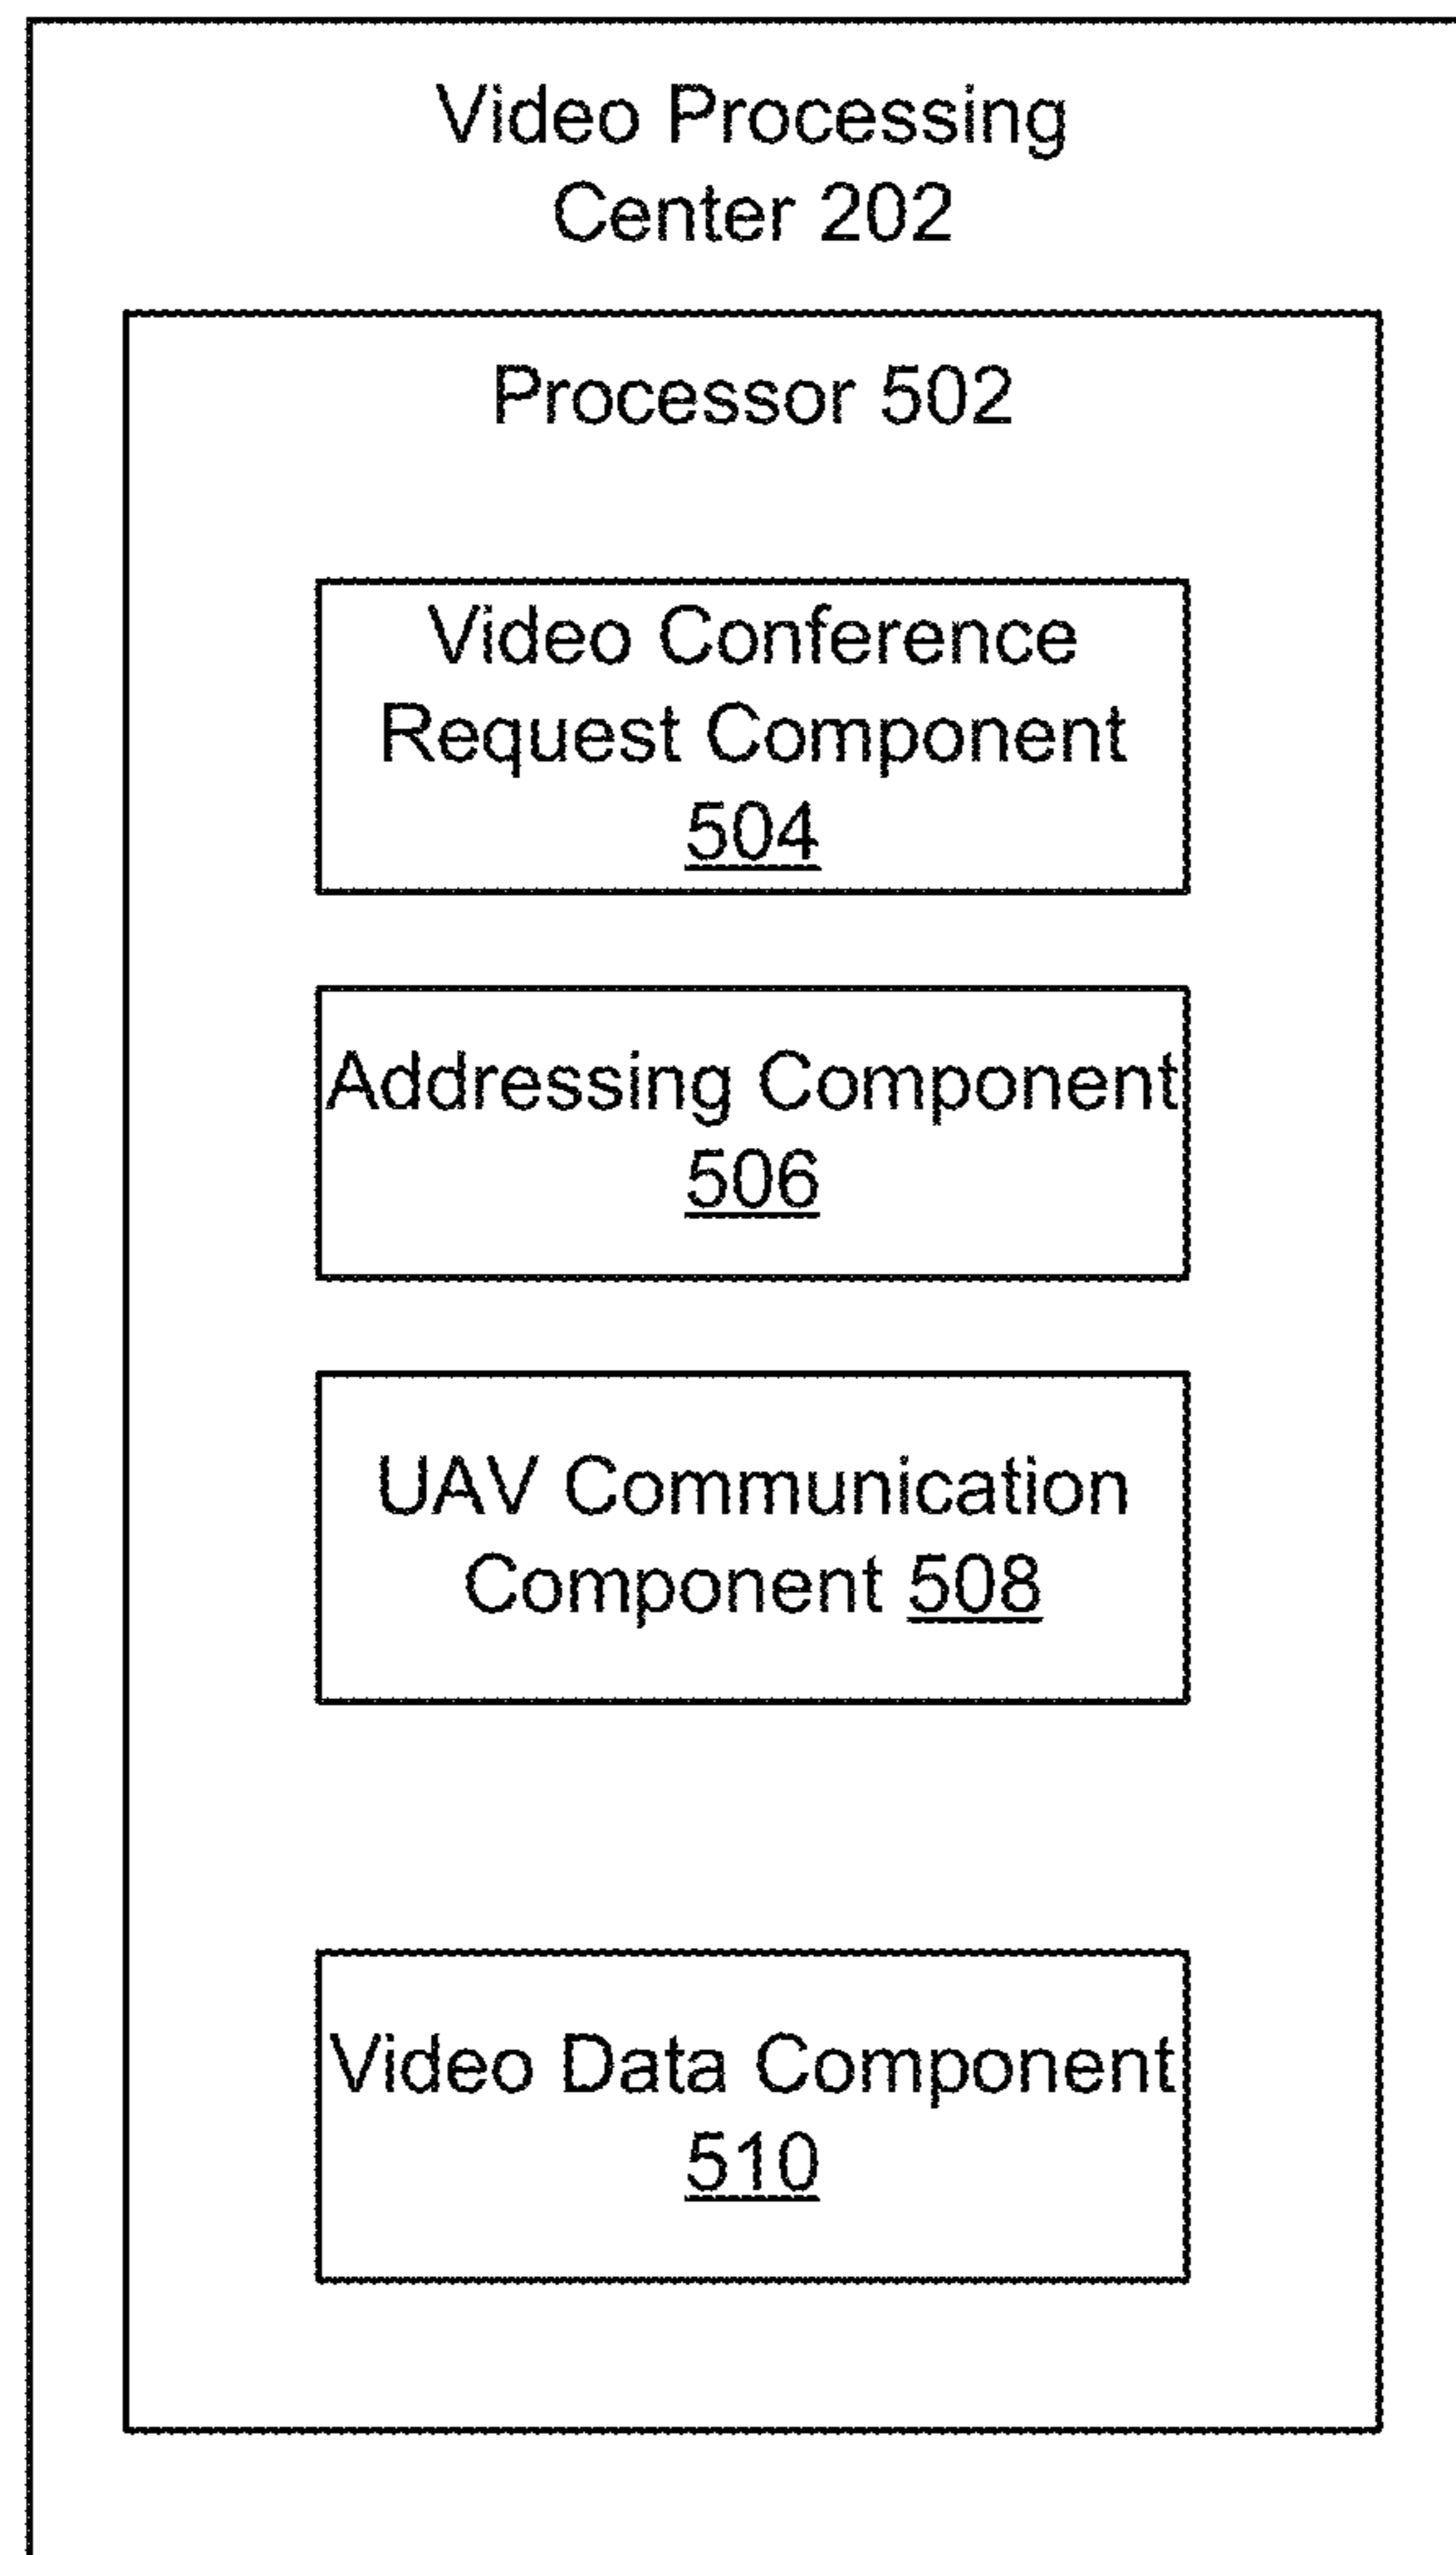 Video Processing
Center 202
Processor 502
Video Conference
Request Component
504
Addressing Component
506
UAV Communication
Component 508
Video Data Component
510